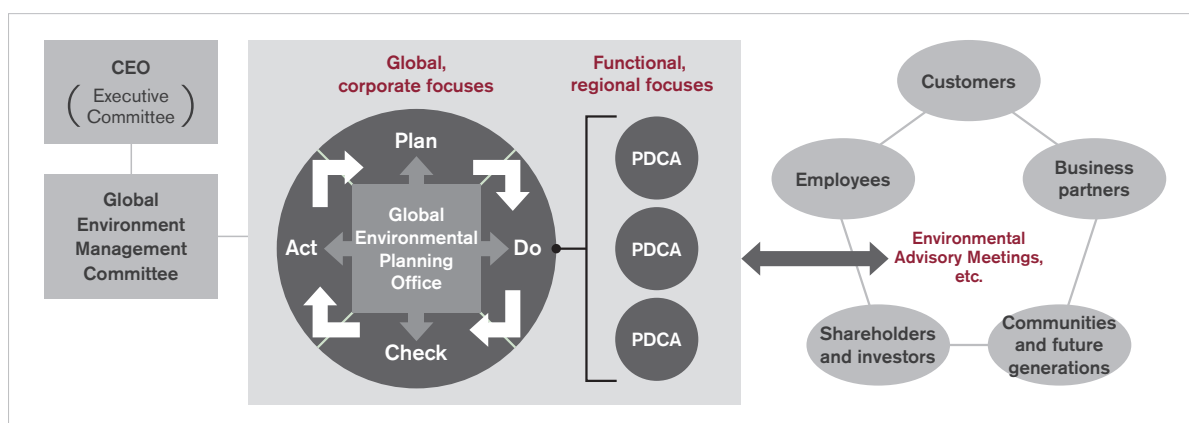 CEO
( Executive
Committee )
Global
Environment
Management
Committee
Global,
corporate focuses
Functional,
regional focuses
Plan
Do
Check
Act
Global
Environmental
Planning
Office
PDCA
PDCA
PDCA
Customers
Employees
Business
partners
Environmental
Advisory Meetings,
etc.
Shareholders
and investors
Communities
and future
generations